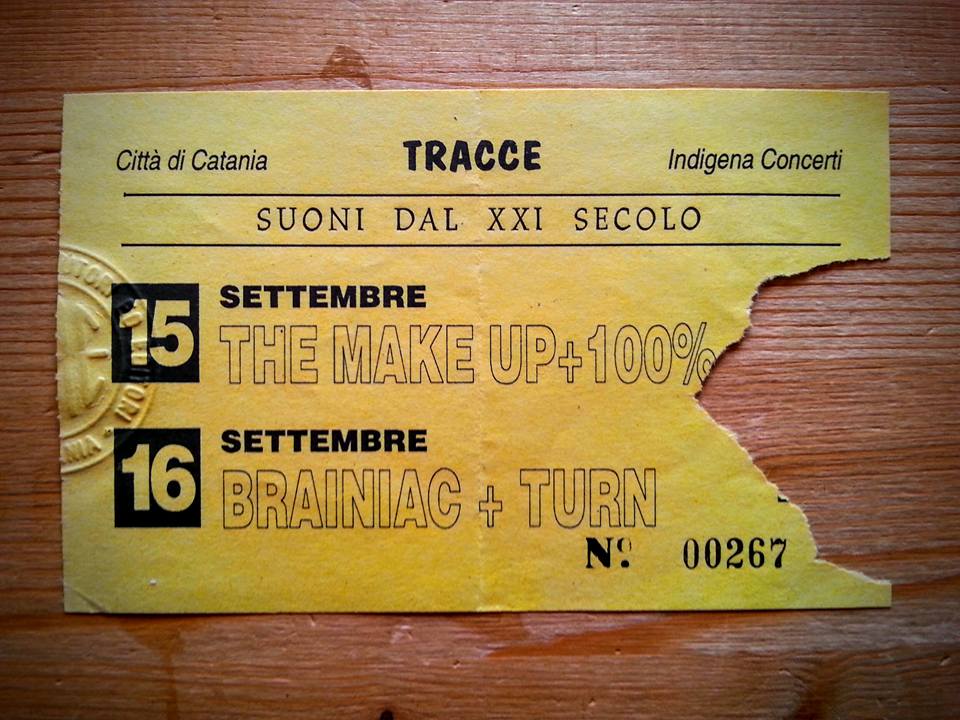 Città di Catania TRACCE Indigena Concerti
SUONI DAL XXI SECOLO
15 SETTEMBRE
THE MAKE UP+100%
16 SETTEMBRE
BRAINIAC + TURN
Nº 00267